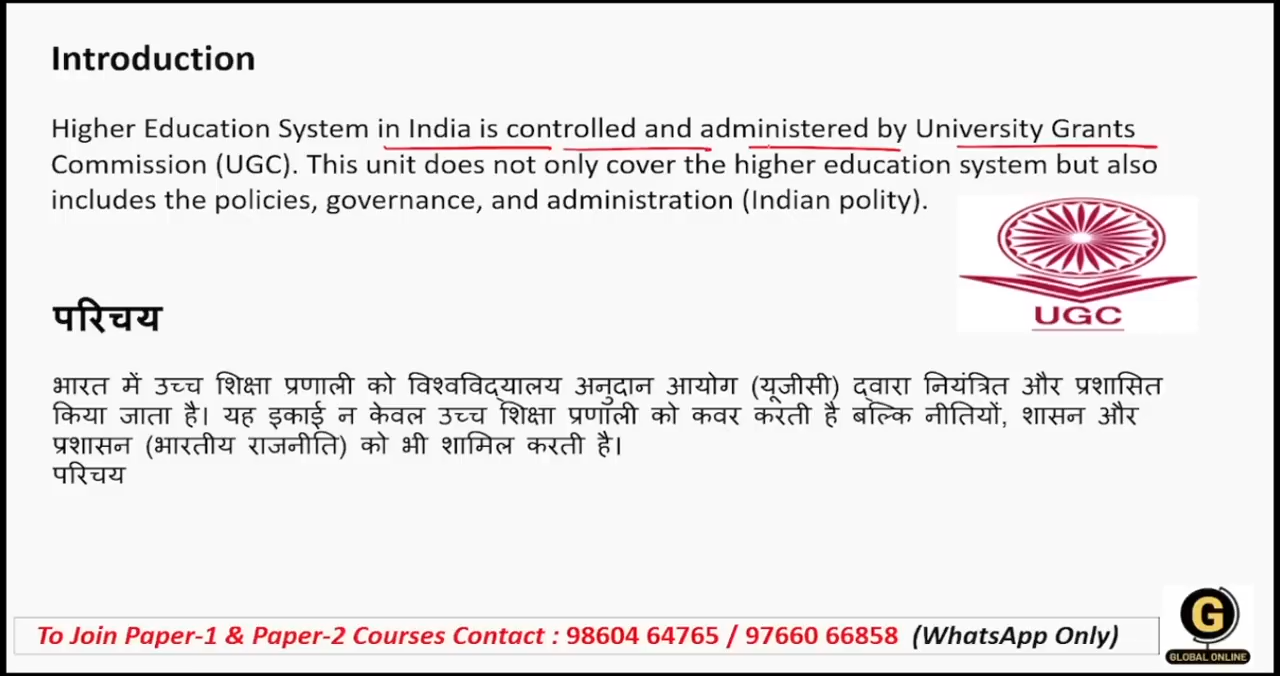 Introduction
Higher Education System in India is controlled and administered by University Grants
Commission (UGC). This unit does not only cover the higher education system but also
includes the policies, governance, and administration (Indian polity).
UGC
परिचय
भारत में उच्च शिक्षा प्रणाली को विश्वविद्यालय अनुदान आयोग (यूजीसी) द्वारा नियंत्रित और प्रशासित
किया जाता है। यह इकाई न केवल उच्च शिक्षा प्रणाली को कवर करती है बल्कि नीतियों, शासन और
प्रशासन (भारतीय राजनीति) को भी शामिल करती है।
परिचय
To Join Paper-1 & Paper-2 Courses Contact : 98604 64765 / 97660 66858 (WhatsApp Only)
G
GLOBAL ONLINE